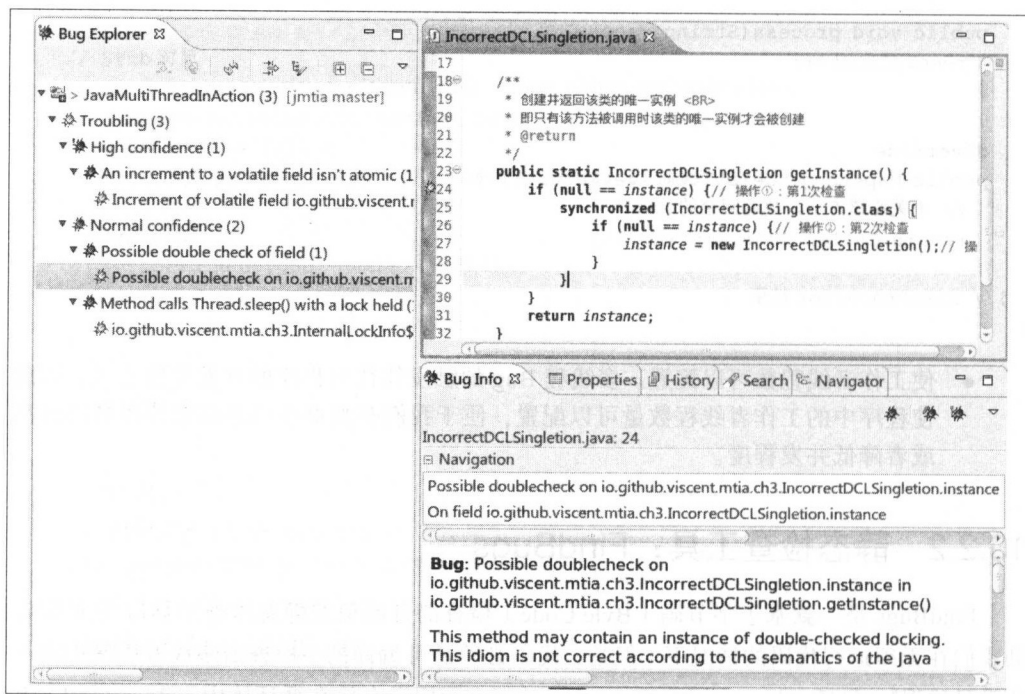 Bug Explorer
JavaMultiThreadInAction (3) [jmtia master]
Troubling (3)
High confidence (1)
An increment to a volatile field isn't atomic (1
Increment of volatile field io.github.viscent.r
Normal confidence (2)
Possible double check of field (1)
Possible doublecheck on io.github.viscent.m
Method calls Thread.sleep() with a lock held (
io.github.viscent.mtia.ch3.InternalLockInfo$
IncorrectDCLSingleton.java
17
18 /**
19 * 创建并返回该类的唯一实例 <BR>
20 * 即只有该方法被调用时该类的唯一实例才会被创建
21 * @return
22 */
23 public static IncorrectDCLSingleton getInstance() {
24 if (null == instance) {// 操作①：第1次检查
25 synchronized (IncorrectDCLSingleton.class) {
26 if (null == instance) {// 操作②：第2次检查
27 instance = new IncorrectDCLSingleton();// 操
28 }
29 }
30 }
31 return instance;
32 }
Bug Info Properties History Search Navigator
IncorrectDCLSingleton.java: 24
Navigation
Possible doublecheck on io.github.viscent.mtia.ch3.IncorrectDCLSingleton.instance
On field io.github.viscent.mtia.ch3.IncorrectDCLSingleton.instance
Bug: Possible doublecheck on
io.github.viscent.mtia.ch3.IncorrectDCLSingleton.instance in
io.github.viscent.mtia.ch3.IncorrectDCLSingleton.getInstance()
This method may contain an instance of double-checked locking.
This idiom is not correct according to the semantics of the Java